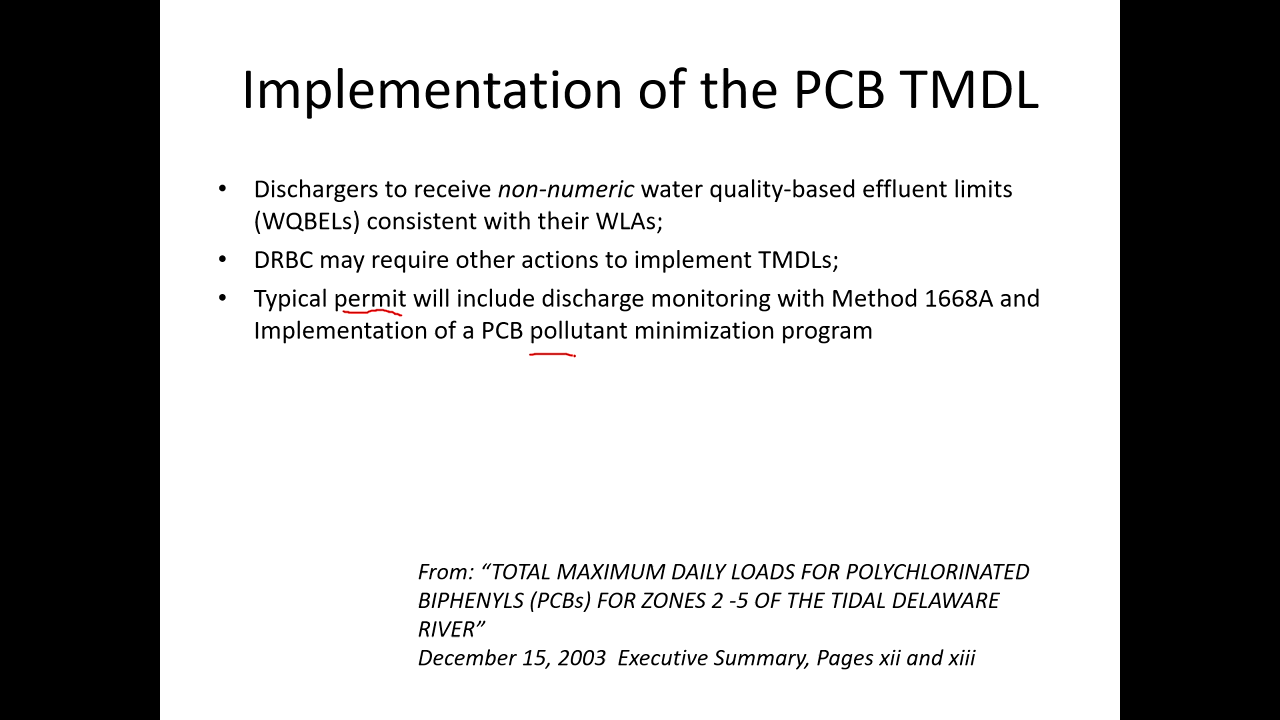 Implementation of the PCB TMDL
• Dischargers to receive non-numeric water quality-based effluent limits
(WQBELs) consistent with their WLAs;
• DRBC may require other actions to implement TMDLs;
• Typical permit will include discharge monitoring with Method 1668A and
Implementation of a PCB pollutant minimization program
From: “TOTAL MAXIMUM DAILY LOADS FOR POLYCHLORINATED
BIPHENYLS (PCBs) FOR ZONES 2 -5 OF THE TIDAL DELAWARE
RIVER”
December 15, 2003  Executive Summary, Pages xii and xiii